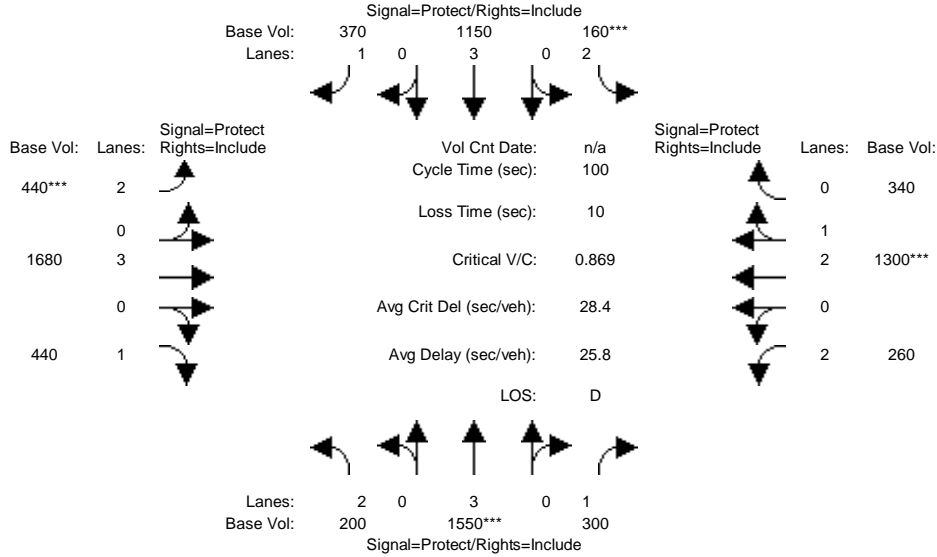 Signal=Protect/Rights=Include
Base Vol: 370 1150 160***
Lanes: 1 0 3 0 2
Signal=Protect
Rights=Include
Base Vol: Lanes:
Vol Cnt Date: n/a
Signal=Protect
Rights=Include
Lanes: Base Vol:
Cycle Time (sec): 100
440*** 2
0 340
Loss Time (sec): 10
0
1
1680 3
Critical V/C: 0.869
2 1300***
0
Avg Crit Del (sec/veh): 28.4
0
440 1
Avg Delay (sec/veh): 25.8
2 260
LOS: D
Lanes: 2 0 3 0 1
Base Vol: 200 1550*** 300
Signal=Protect/Rights=Include